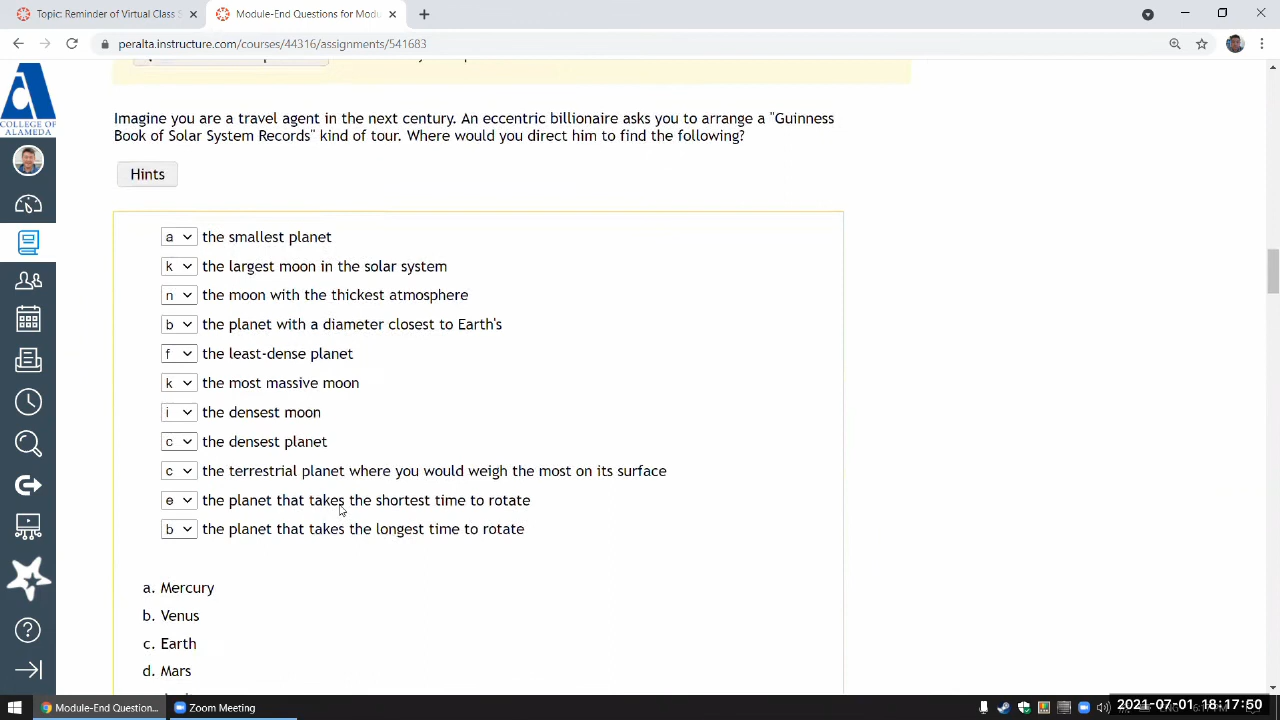 Topic: Reminder of Virtual Class S
Module-End Questions for Modu
peralta.instructure.com/courses/44316/assignments/541683
COLLEGE OF
ALAMEDA
Imagine you are a travel agent in the next century. An eccentric billionaire asks you to arrange a "Guinness
Book of Solar System Records" kind of tour. Where would you direct him to find the following?
Hints
a the smallest planet
k the largest moon in the solar system
n the moon with the thickest atmosphere
b the planet with a diameter closest to Earth's
f the least-dense planet
k the most massive moon
i the densest moon
c the densest planet
c the terrestrial planet where you would weigh the most on its surface
e the planet that takes the shortest time to rotate
b the planet that takes the longest time to rotate
a. Mercury
b. Venus
c. Earth
d. Mars
Module-End Question...
Zoom Meeting
2021-07-01 18:17:50